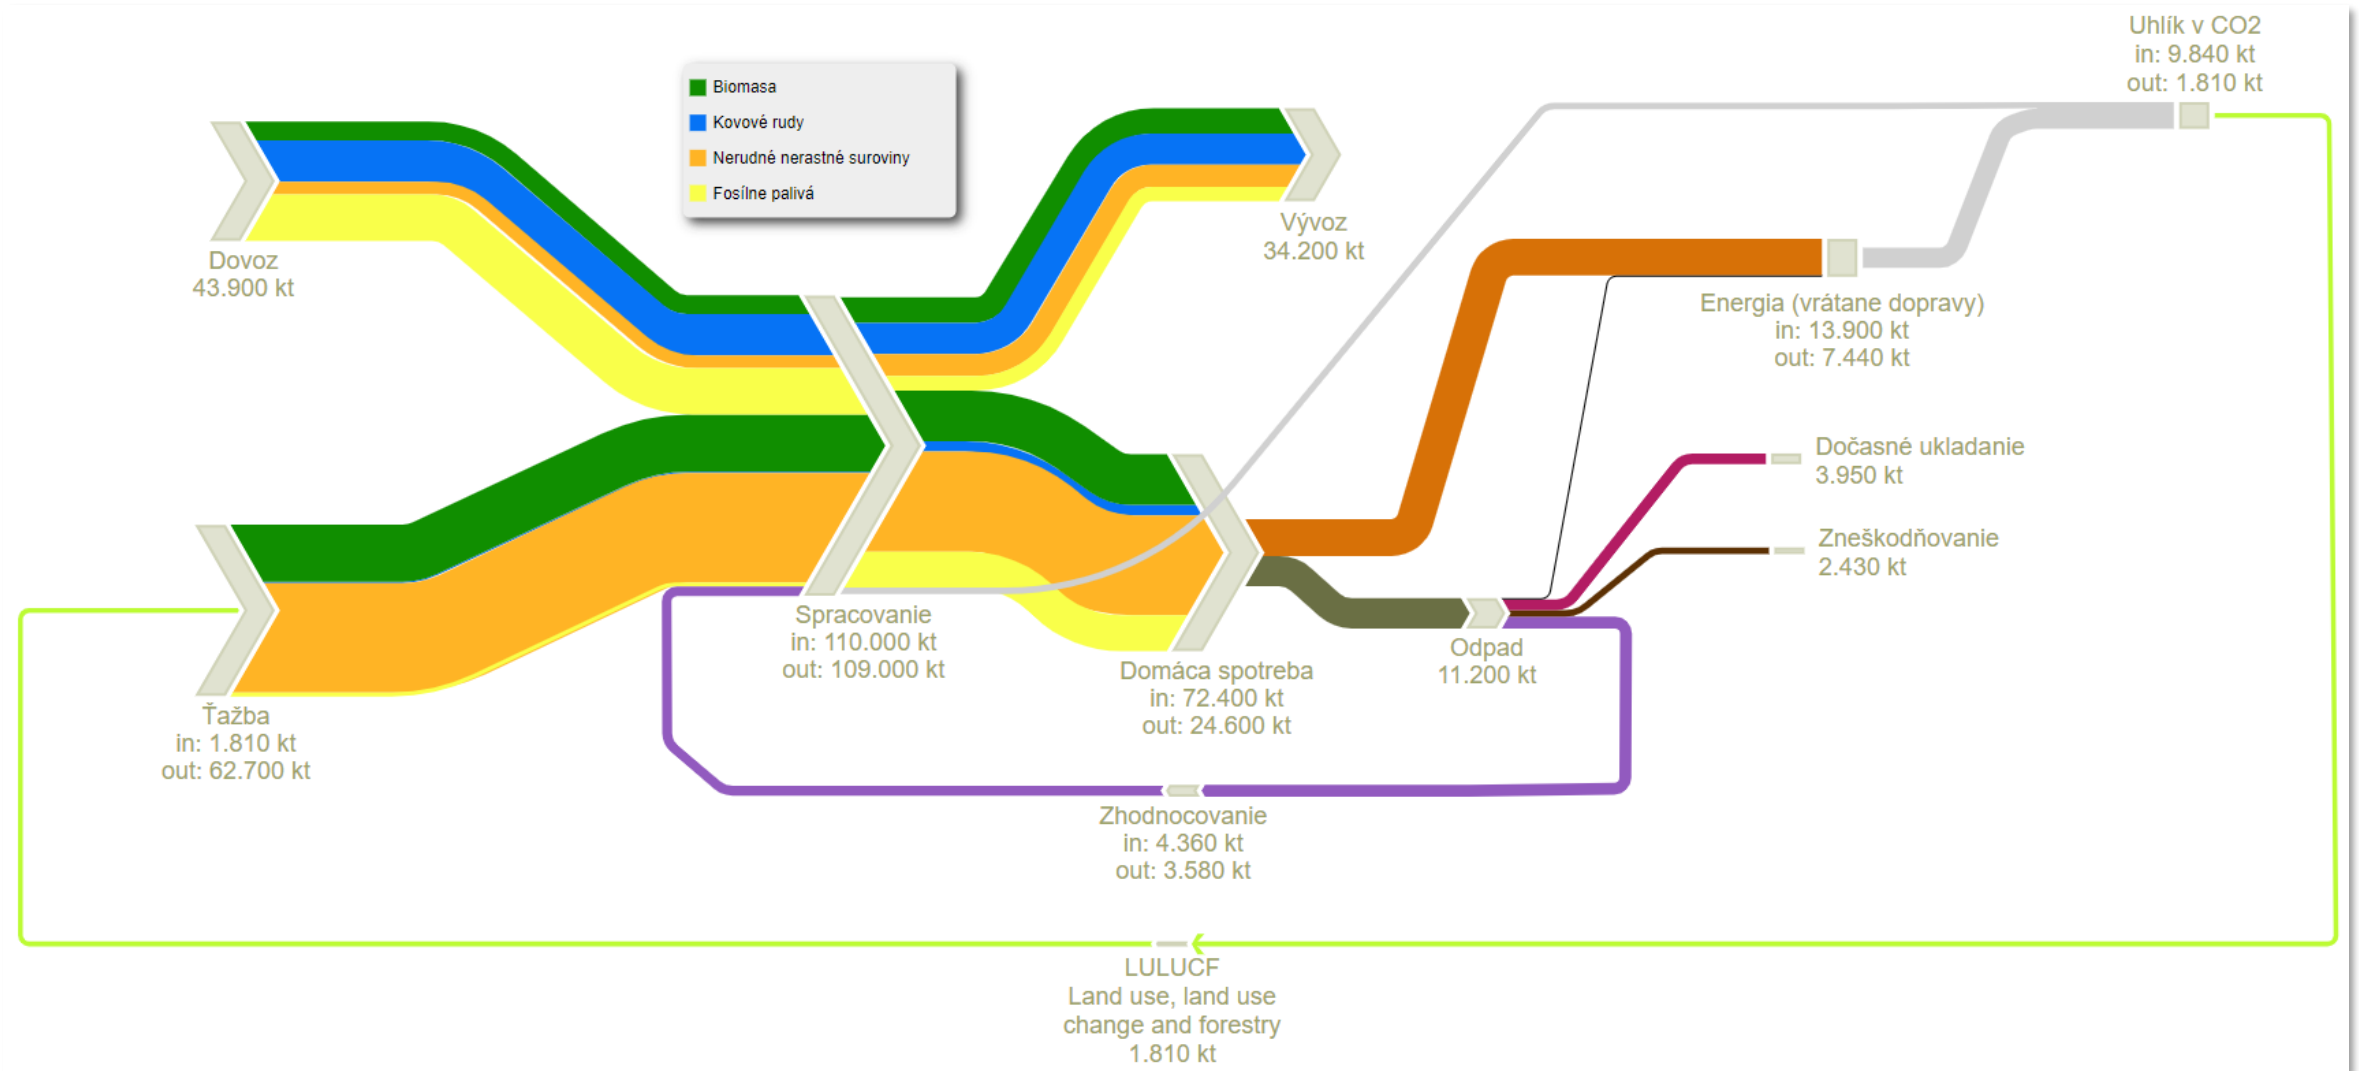 Uhlík v CO2
in: 9.840 kt
out: 1.810 kt
Biomasa
Kovové rudy
Nerudné nerastné suroviny
Fosílne palivá
Dovoz
43.900 kt
Vývoz
34.200 kt
Energia (vrátane dopravy)
in: 13.900 kt
out: 7.440 kt
Dočasné ukladanie
3.950 kt
Zneškodňovanie
2.430 kt
Spracovanie
in: 110.000 kt
out: 109.000 kt
Domáca spotreba
in: 72.400 kt
out: 24.600 kt
Odpad
11.200 kt
Ťažba
in: 1.810 kt
out: 62.700 kt
Zhodnocovanie
in: 4.360 kt
out: 3.580 kt
LULUCF
Land use, land use
change and forestry
1.810 kt